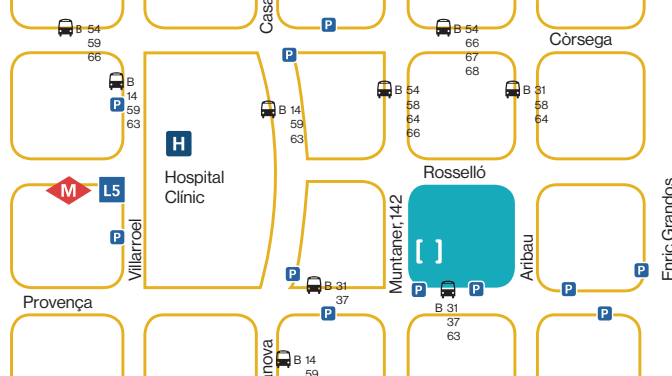 B 54
59
66
Casa
P
B 54
66
67
68
Còrsega
B
14
59
63
P
P
B 14
59
63
B 54
58
64
66
B 31
58
64
H
Hospital
Clínic
Rosselló
M
L5
Villarroel
P
Muntaner,142
[ ]
Aribau
Enric Grandos
P
P
B 31
37
P
P
P
P
Provença
P
B 31
37
63
P
anova
B 14
59